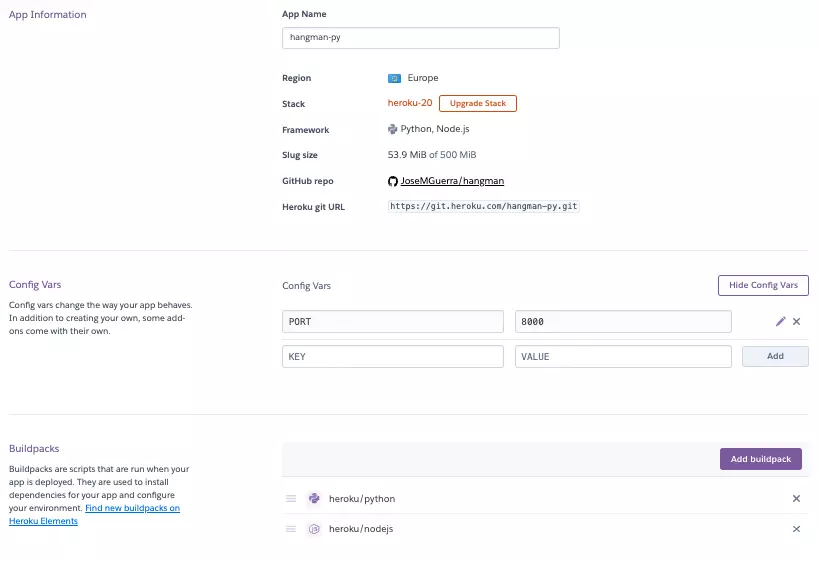 App Information
App Name
hangman-py
Region
Europe
Stack
heroku-20
Upgrade Stack
Framework
Python, Node.js
Slug size
53.9 MiB of 500 MiB
GitHub repo
JoseMGuerra/hangman
Heroku git URL
https://git.heroku.com/hangman-py.git
Config Vars
Config vars change the way your app behaves.
In addition to creating your own, some add-
ons come with their own.
Config Vars
Hide Config Vars
PORT
8000
KEY
VALUE
Add
Buildpacks
Buildpacks are scripts that are run when your
app is deployed. They are used to install
dependencies for your app and configure
your environment. Find new buildpacks on
Heroku Elements
Add buildpack
heroku/python
heroku/nodejs